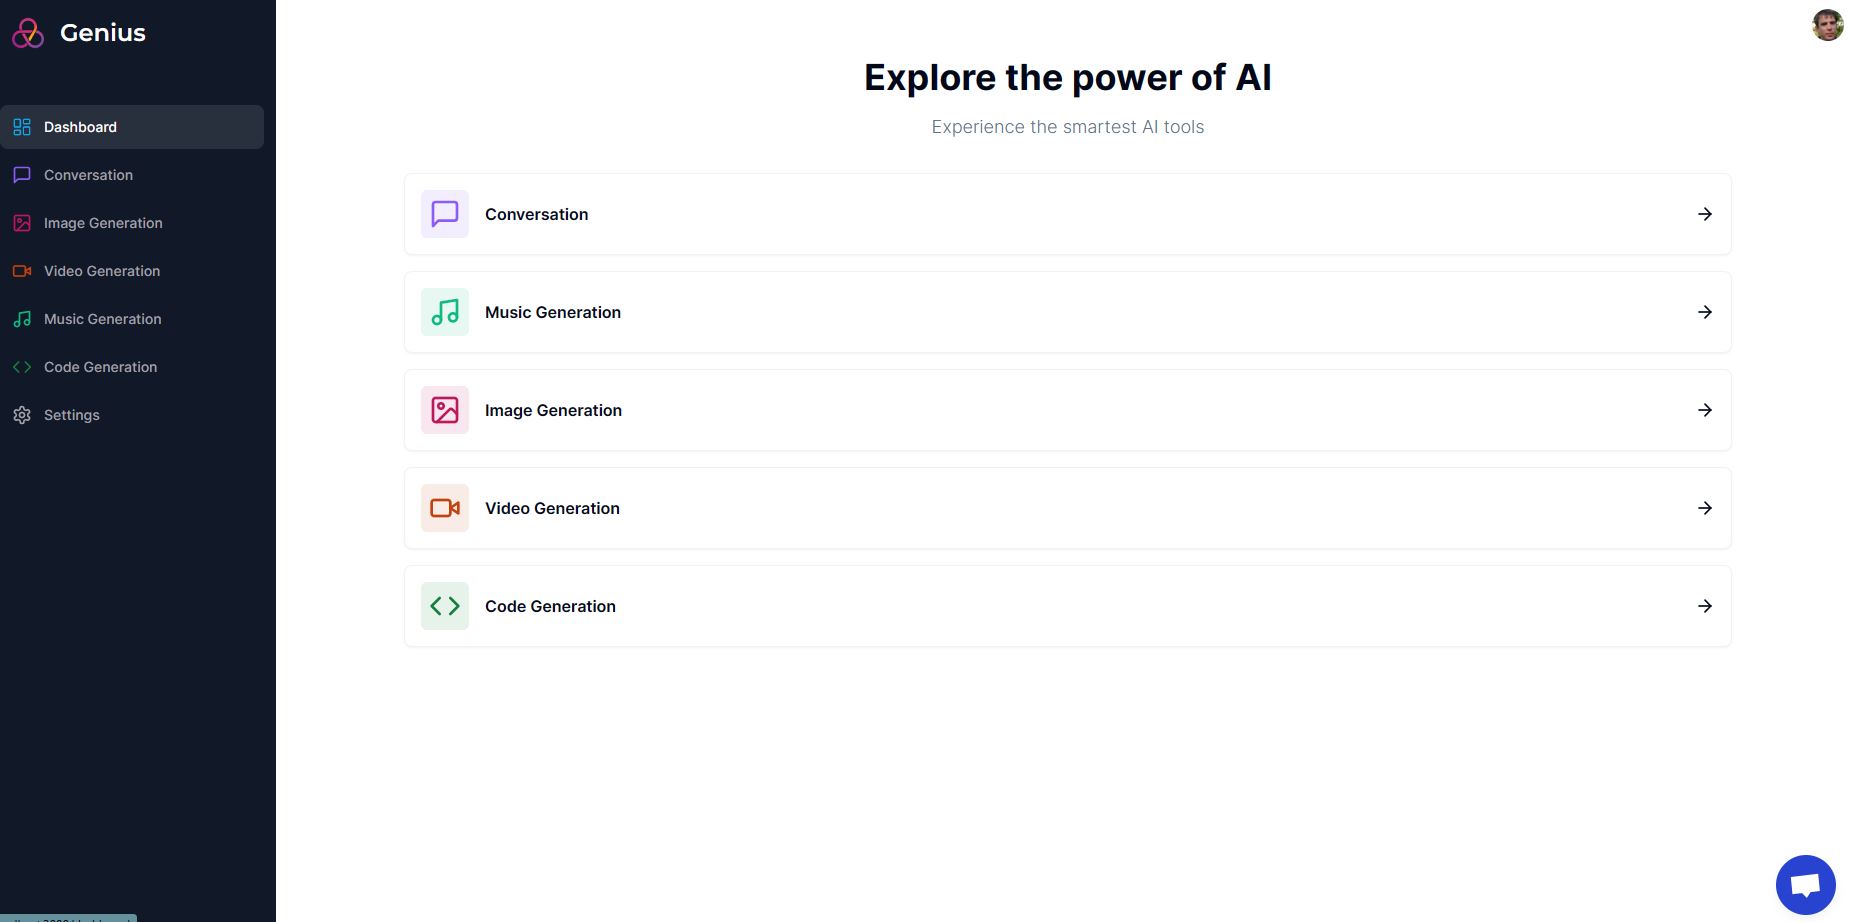 Genius
Dashboard
Conversation
Image Generation
Video Generation
Music Generation
Code Generation
Settings
Explore the power of AI
Experience the smartest AI tools
Conversation
Music Generation
Image Generation
Video Generation
Code Generation